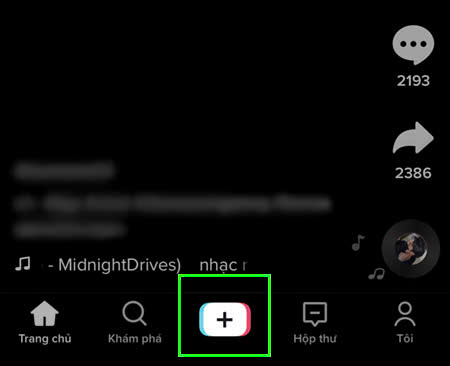 2193
2386
- MidnightDrives) nhạc
Trang chủ
Khám phá
Hộp thư
Tôi